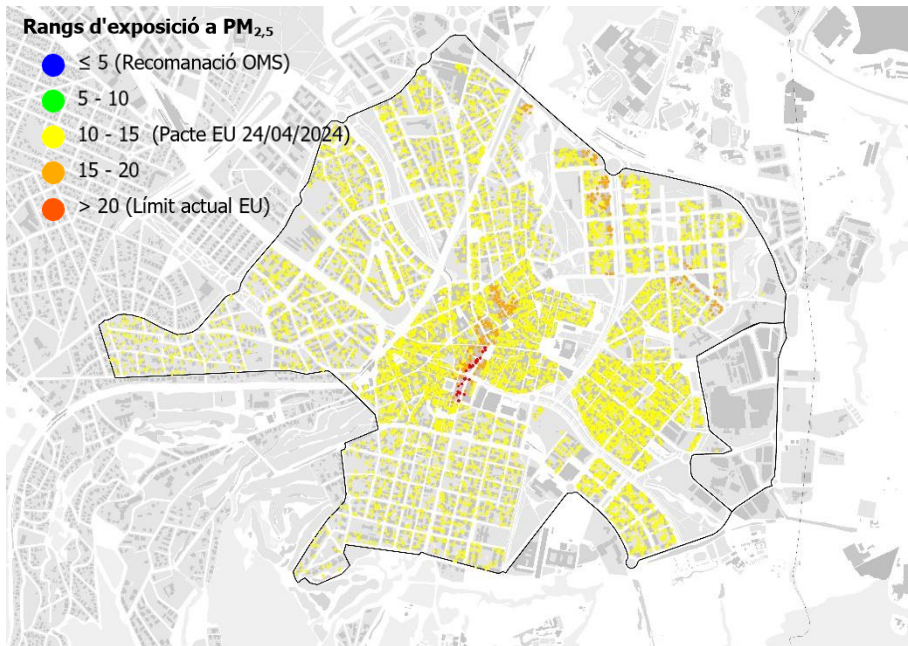 Rangs d'exposició a PM₂,₅
≤ 5 (Recomanació OMS)
5 - 10
10 - 15 (Pacte EU 24/04/2024)
15 - 20
> 20 (Límit actual EU)